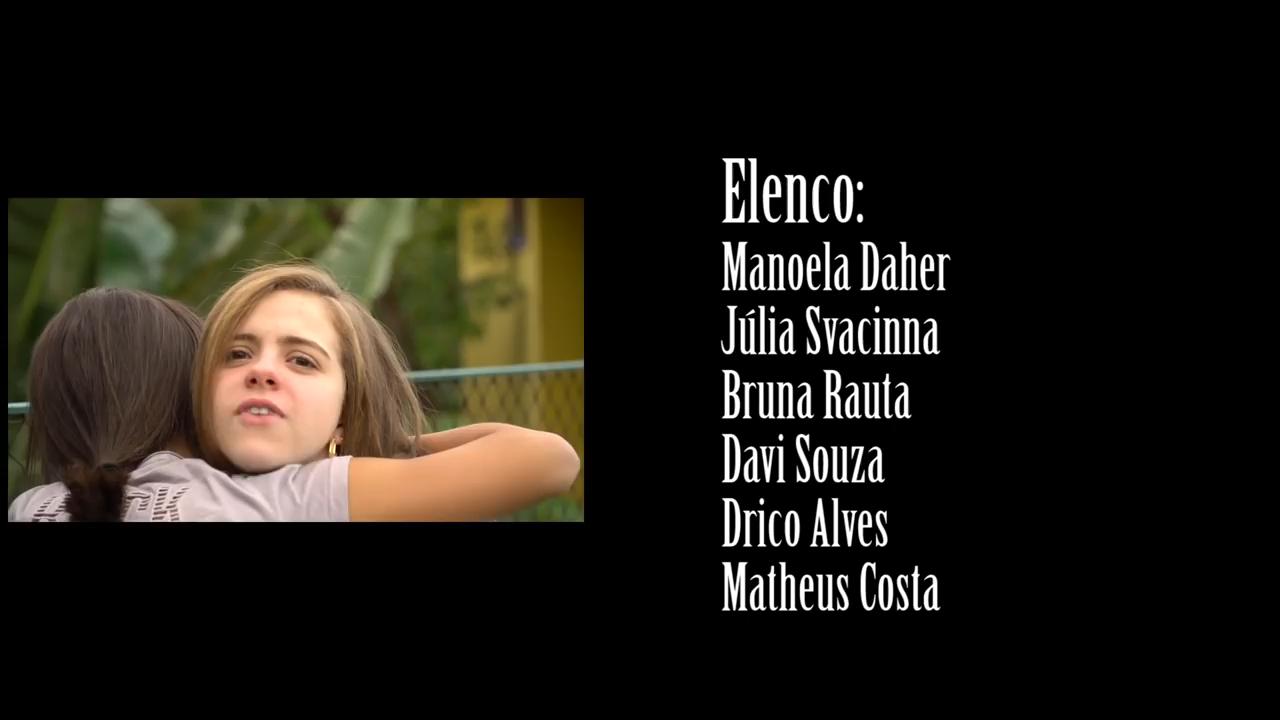 Elenco:
Manoela Daher
Júlia Svacinna
Bruna Rauta
Davi Souza
Drico Alves
Matheus Costa